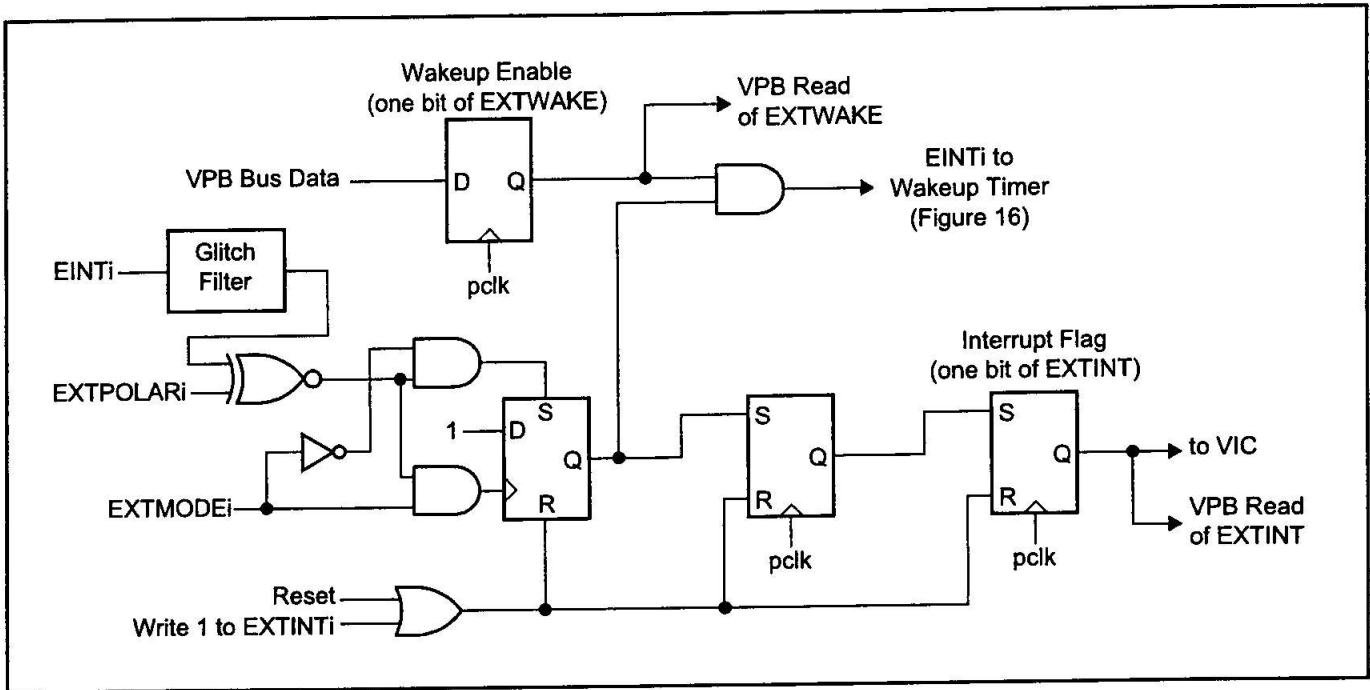 Wakeup Enable
(one bit of EXTWAKE)
VPB Read
of EXTWAKE
VPB Bus Data
D
Q
EINTi to
Wakeup Timer
(Figure 16)
pclk
EINTi
Glitch
Filter
Interrupt Flag
(one bit of EXTINT)
EXTPOLARi
S
1
D
Q
R
S
Q
R
pclk
S
Q
R
pclk
to VIC
VPB Read
of EXTINT
EXTMODEi
Reset
Write 1 to EXTINTi